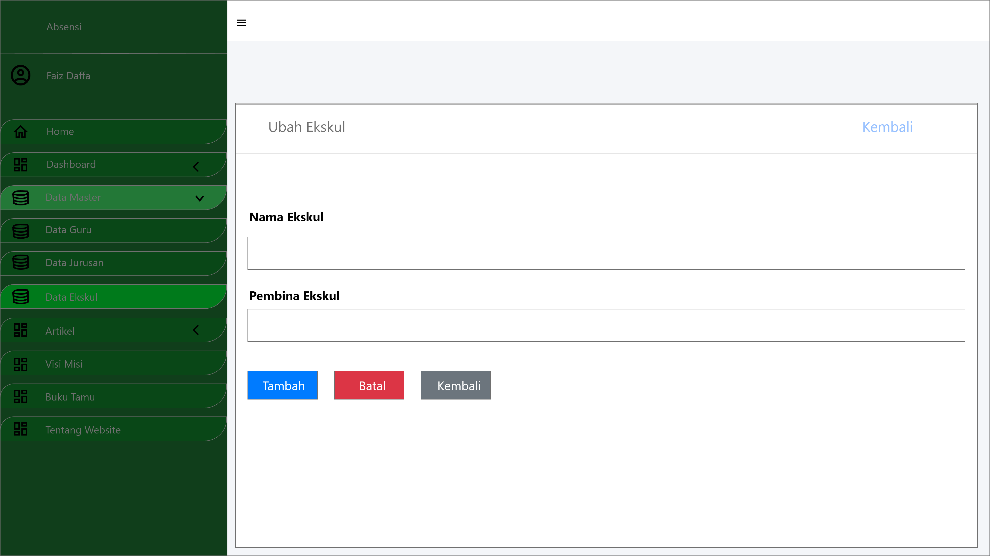 Absensi
Faiz Daffa
Home
Dashboard
Data Master
Data Guru
Data Jurusan
Data Ekskul
Artikel
Visi Misi
Buku Tamu
Tentang Website
Ubah Ekskul
Kembali
Nama Ekskul
Pembina Ekskul
Tambah
Batal
Kembali